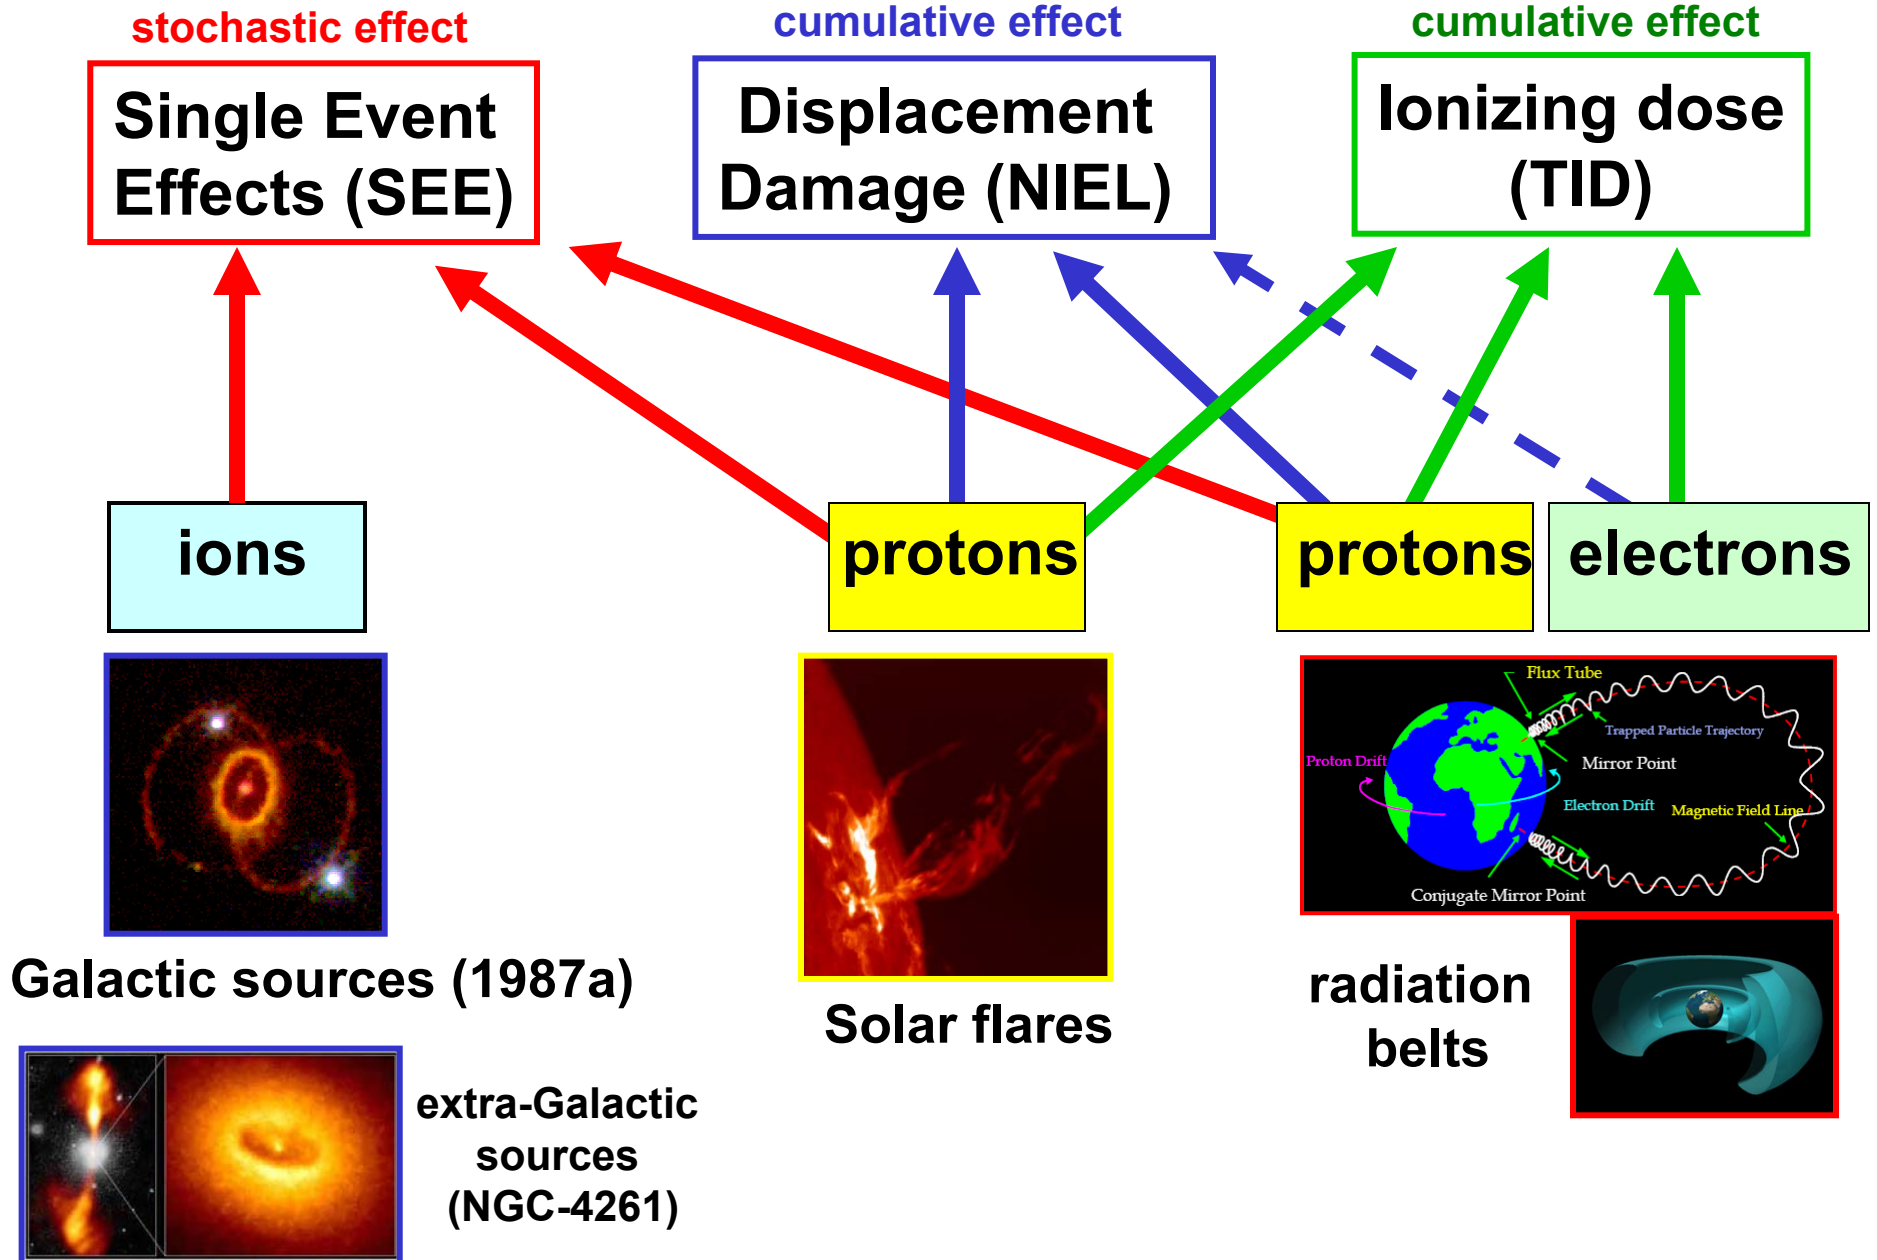 stochastic effect
cumulative effect
cumulative effect
Single Event
Effects (SEE)
Displacement
Damage (NIEL)
Ionizing dose
(TID)
ions
protons
protons
electrons
Flux Tube
Trapped Particle Trajectory
Proton Drift
Mirror Point
Electron Drift
Magnetic Field Line
Conjugate Mirror Point
Galactic sources (1987a)
Solar flares
radiation
belts
extra-Galactic
sources
(NGC-4261)